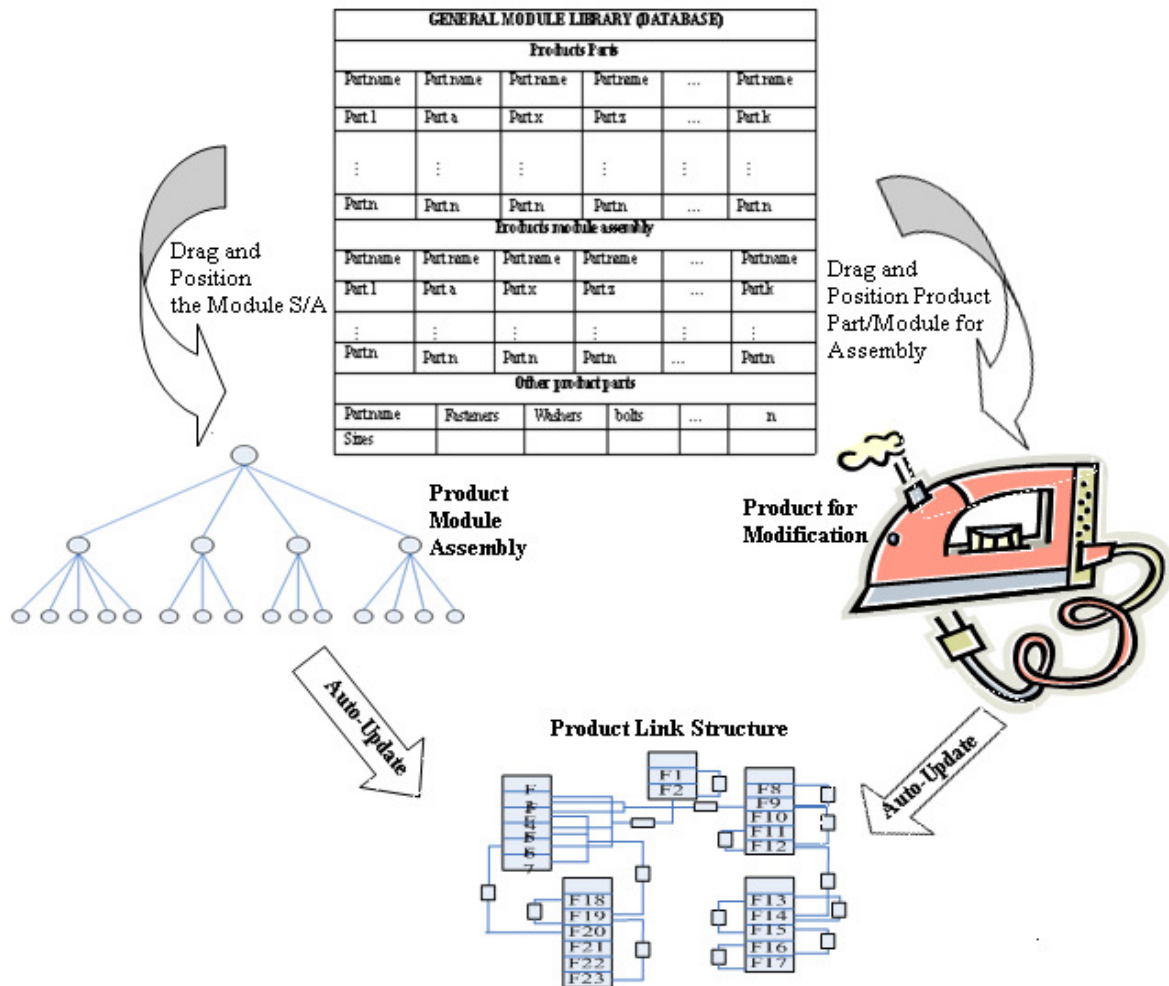 GENERAL MODULE LIBRARY (DATABASE)
Products Parts
Partname Partname Partname Partname ... Partname
Part 1 Part a Part x Part z ... Part k
⋮ ⋮ ⋮ ⋮ ⋮ ⋮
Partn Partn Partn Partn ... Partn
Products module assembly
Partname Partname Partname Partname .... Partname
Part 1 Part a Part x Part z ... Part k
⋮ ⋮ ⋮ ⋮ ⋮ ⋮
Partn Partn Partn Partn .... Partn
Other product parts
Partname Fasteners Washers bolts ... n
Sizes
Drag and
Position
the Module S/A
Drag and
Position Product
Part/Module for
Assembly
Product
Module
Assembly
Product for
Modification
Auto-Update
Auto-Update
Product Link Structure
F1
F2
F8
F9
F10
F11
F12
F18
F19
F20
F21
F22
F23
F13
F14
F15
F16
F17